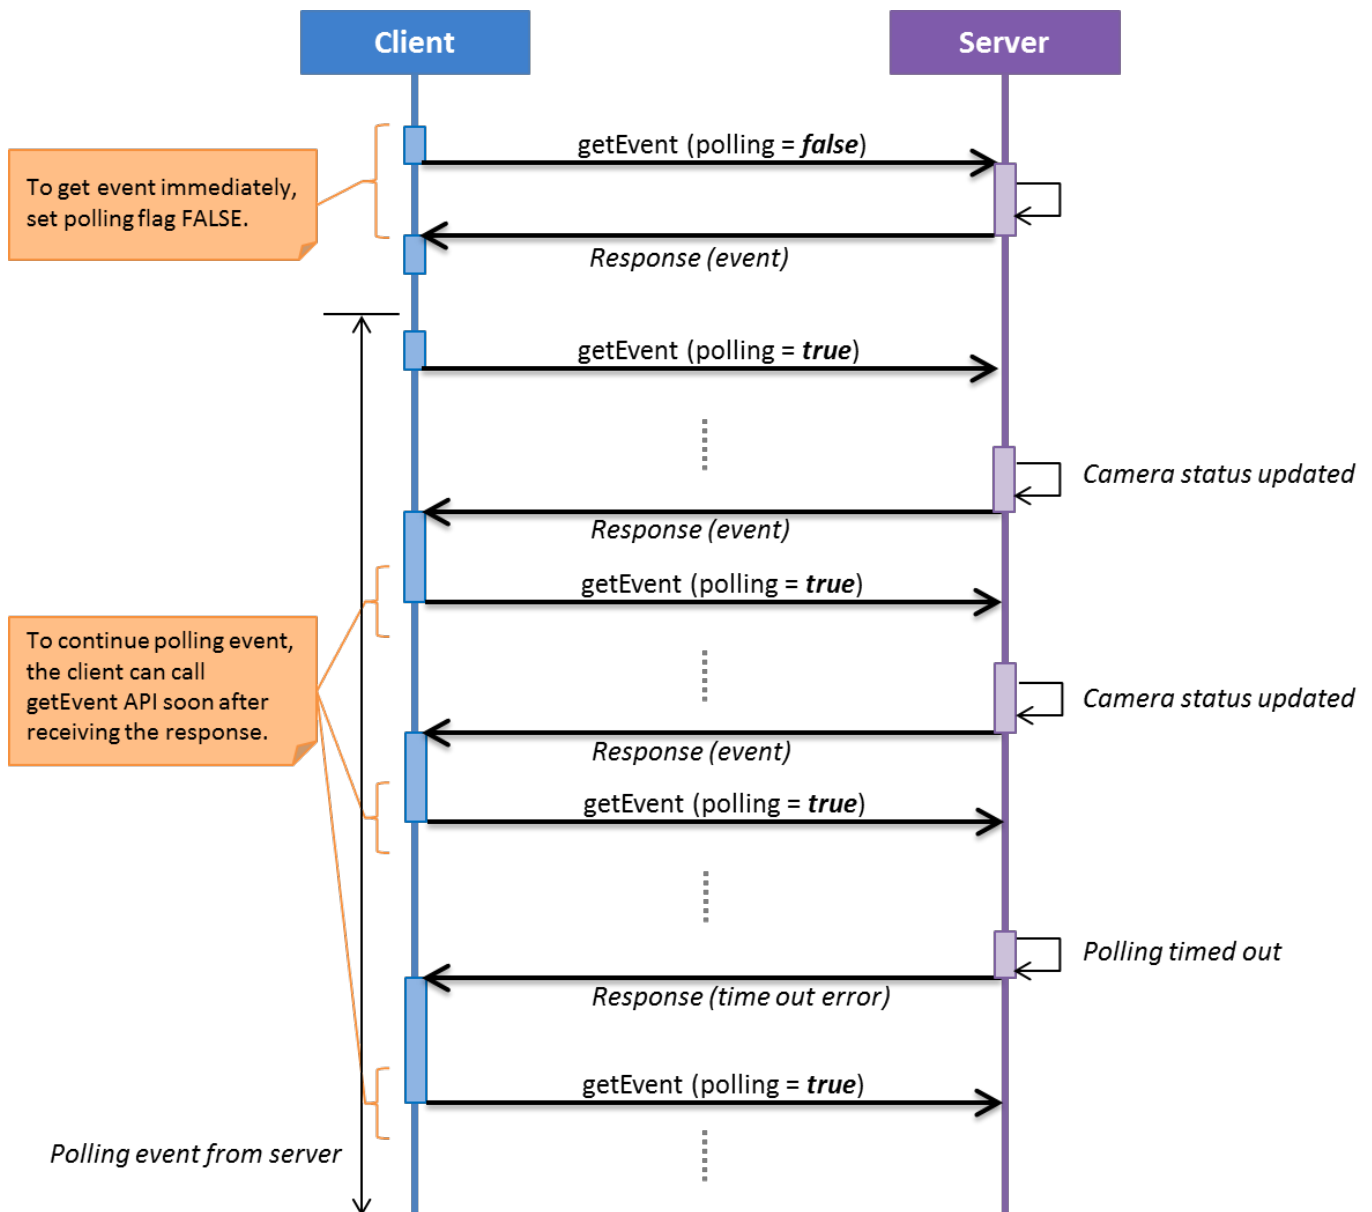 Client
Server
getEvent (polling = false)
To get event immediately,
set polling flag FALSE.
Response (event)
getEvent (polling = true)
Camera status updated
Response (event)
getEvent (polling = true)
To continue polling event,
the client can call
getEvent API soon after
receiving the response.
Camera status updated
Response (event)
getEvent (polling = true)
Polling timed out
Response (time out error)
getEvent (polling = true)
Polling event from server